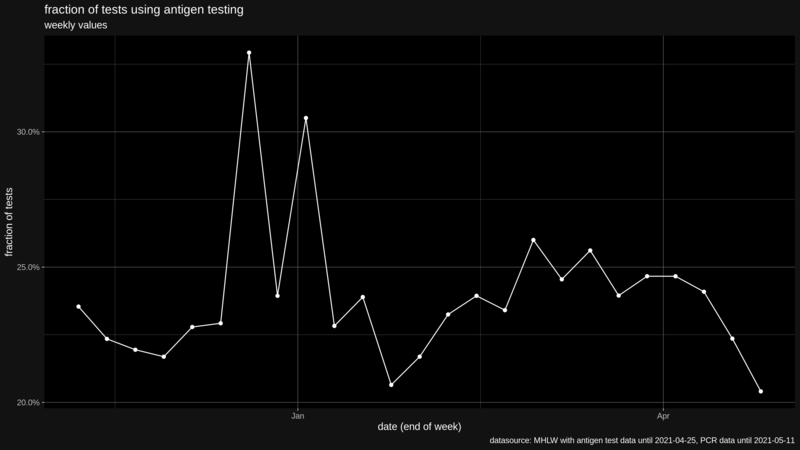 fraction of tests using antigen testing
weekly values
30.0%
25.0%
20.0%
fraction of tests
Jan
Apr
date (end of week)
datasource: MHLW with antigen test data until 2021-04-25, PCR data until 2021-05-11